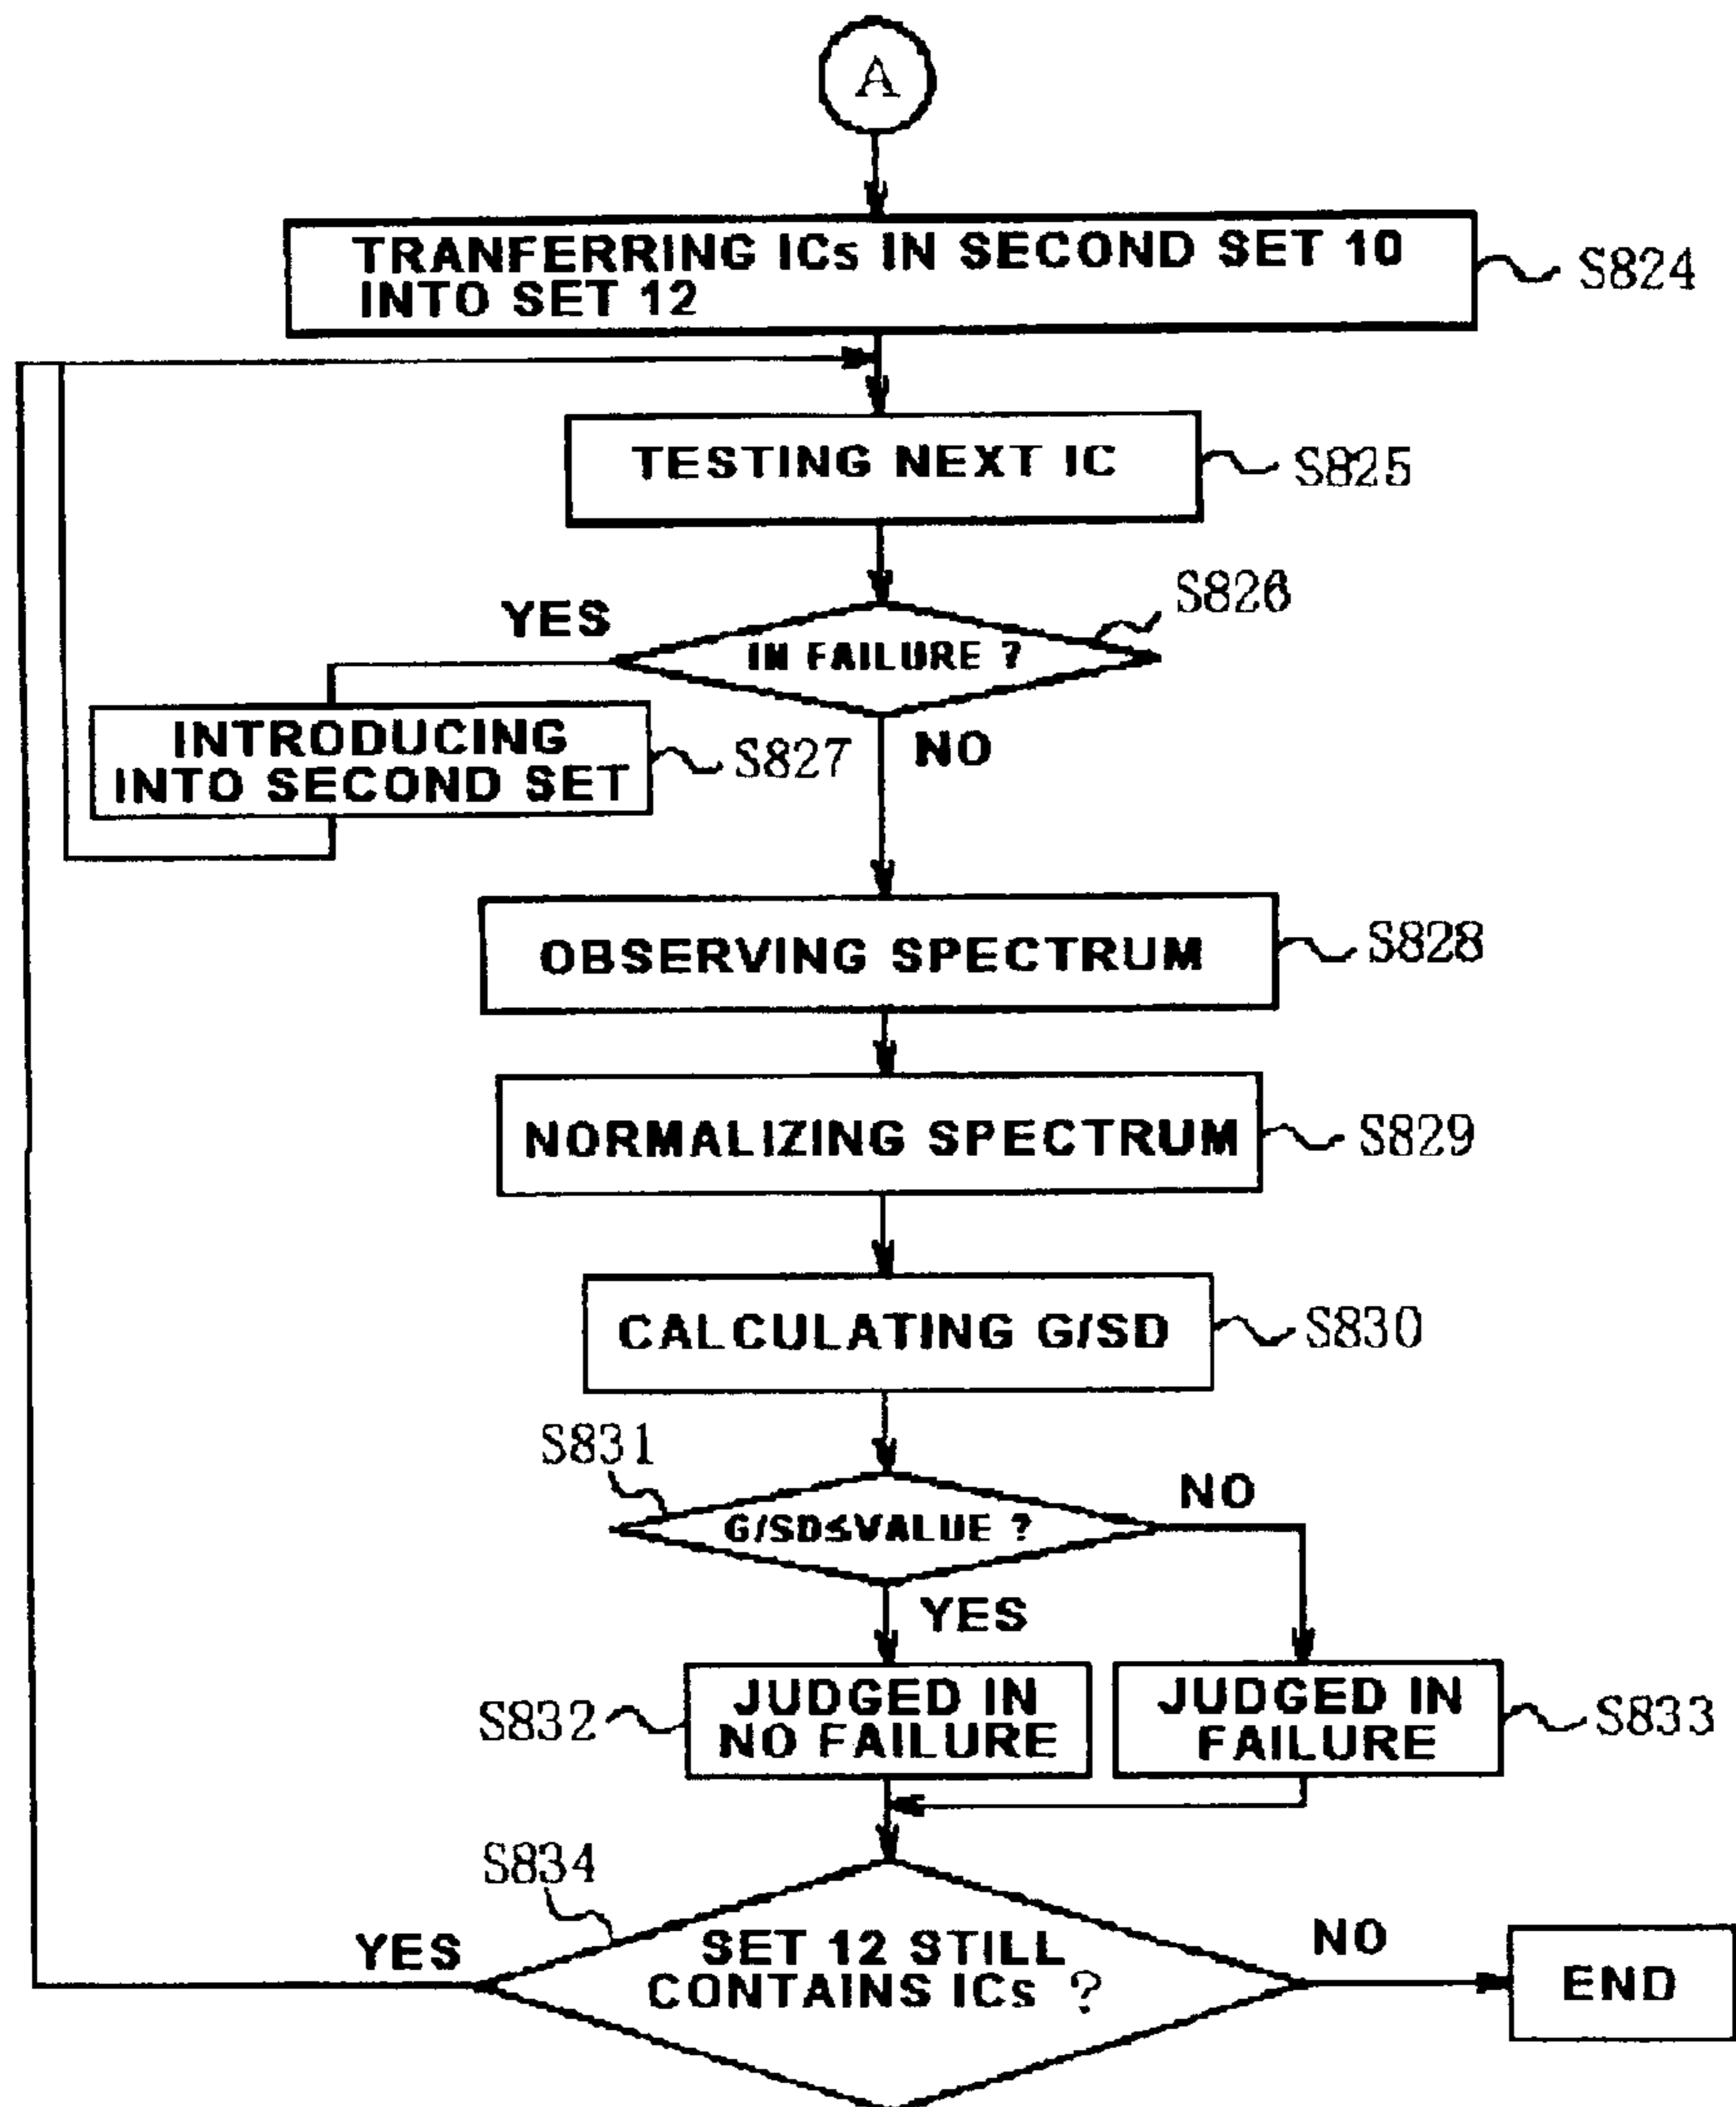 A
TRANFERRING ICs IN SECOND SET 10
INTO SET 12
S824
TESTING NEXT IC
S825
S826
YES
IN FAILURE ?
INTRODUCING
INTO SECOND SET
S827
NO
OBSERVING SPECTRUM
S828
NORMALIZING SPECTRUM
S829
CALCULATING G/SD
S830
S831
NO
G/SD≤VALUE ?
YES
S832
JUDGED IN
NO FAILURE
JUDGED IN
FAILURE
S833
S834
YES
SET 12 STILL
CONTAINS ICs ?
NO
END